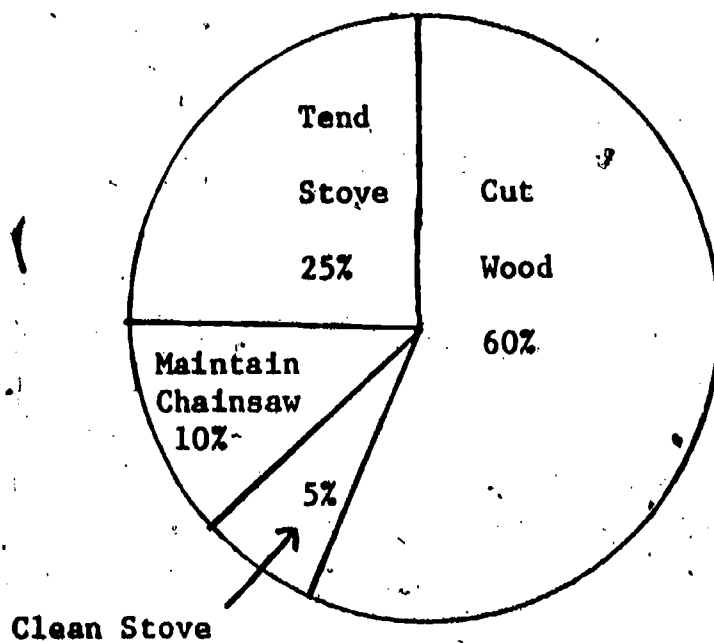 Tend
Stove
25%
Cut
Wood
60%
Maintain
Chainsaw
10%
5%
Clean Stove